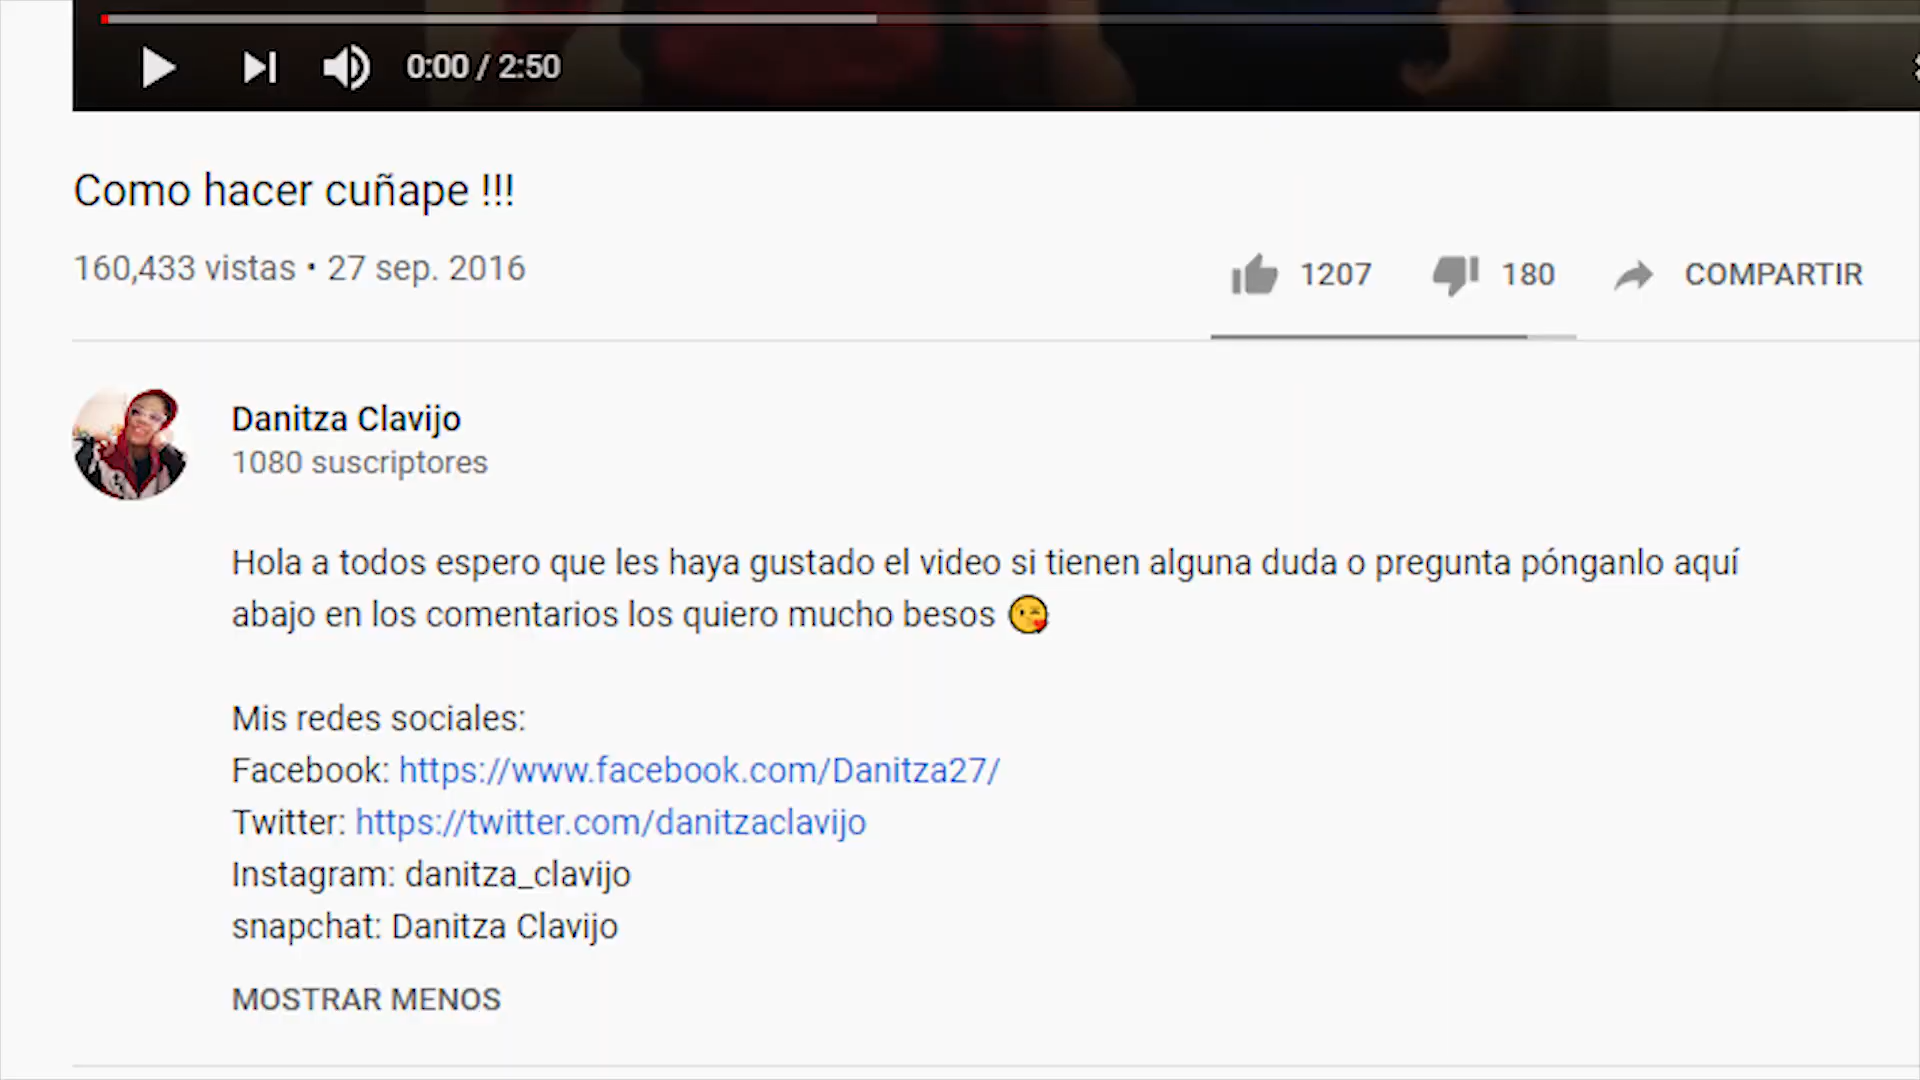 0:00 / 2:50
Como hacer cuñape !!!
160,433 vistas • 27 sep. 2016
1207 180 COMPARTIR
Danitza Clavijo
1080 suscriptores
Hola a todos espero que les haya gustado el video si tienen alguna duda o pregunta pónganlo aquí
abajo en los comentarios los quiero mucho besos 😘
Mis redes sociales:
Facebook: https://www.facebook.com/Danitza27/
Twitter: https://twitter.com/danitzaclavijo
Instagram: danitza_clavijo
snapchat: Danitza Clavijo
MOSTRAR MENOS